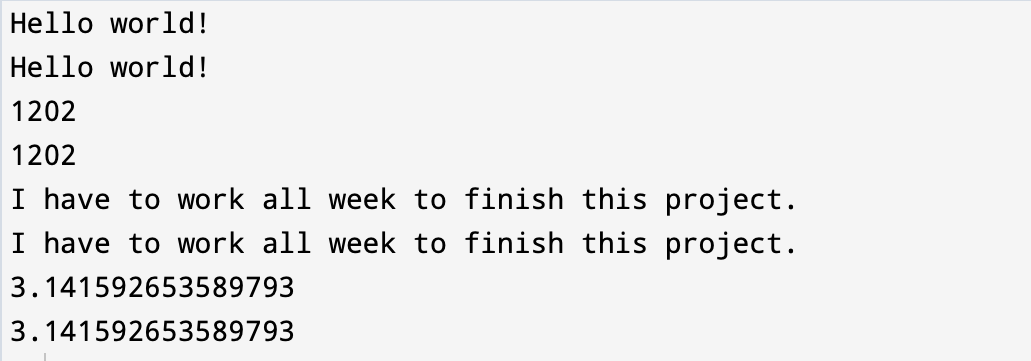 Hello world!
Hello world!
1202
1202
I have to work all week to finish this project.
I have to work all week to finish this project.
3.141592653589793
3.141592653589793